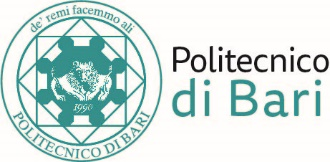 de' remi facemmo ali
1990
POLITECNICO DI BARI
Politecnico
di Bari